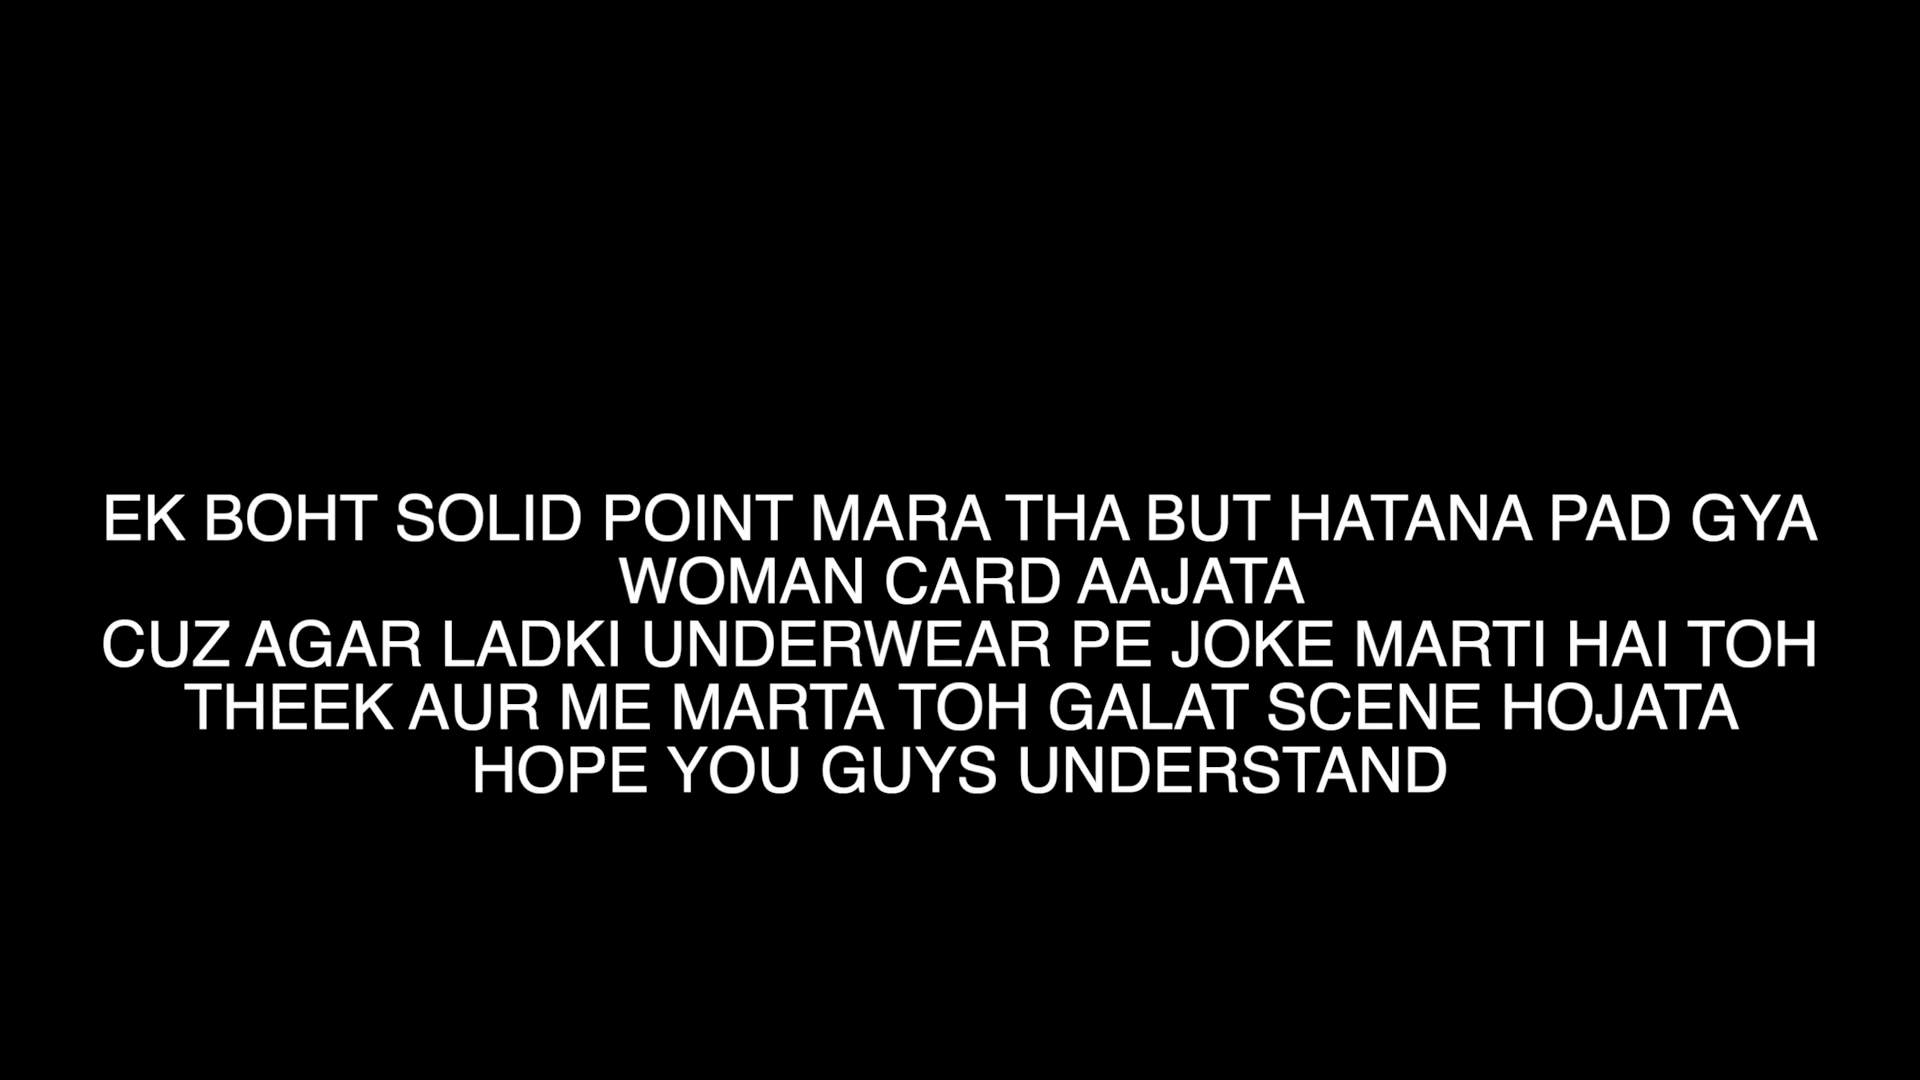 EK BOHT SOLID POINT MARA THA BUT HATANA PAD GYA
WOMAN CARD AAJATA
CUZ AGAR LADKI UNDERWEAR PE JOKE MARTI HAI TOH
THEEK AUR ME MARTA TOH GALAT SCENE HOJATA
HOPE YOU GUYS UNDERSTAND